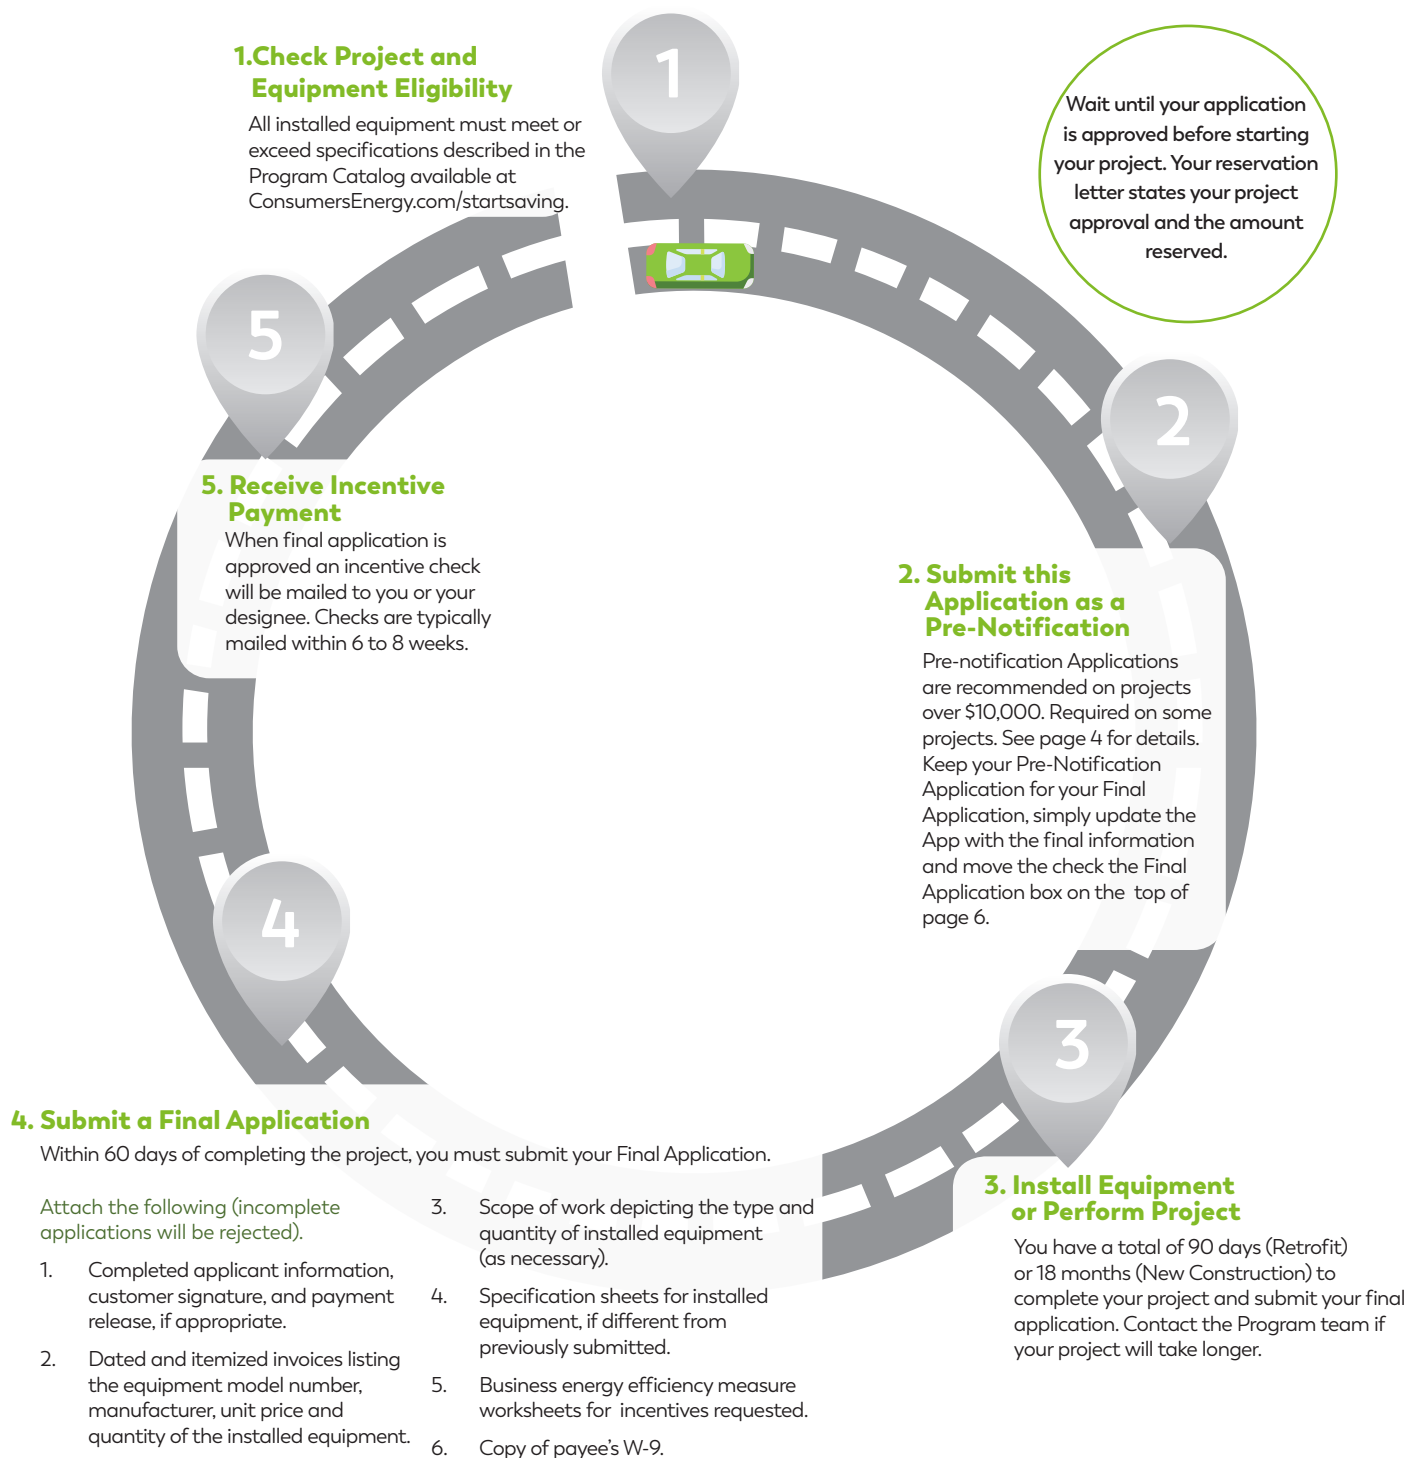 1
1.Check Project and
Equipment Eligibility
All installed equipment must meet or
exceed specifications described in the
Program Catalog available at
ConsumersEnergy.com/startsaving.
Wait until your application
is approved before starting
your project. Your reservation
letter states your project
approval and the amount
reserved.
2
2. Submit this
Application as a
Pre-Notification
Pre-notification Applications
are recommended on projects
over $10,000. Required on some
projects. See page 4 for details.
Keep your Pre-Notification
Application for your Final
Application, simply update the
App with the final information
and move the check the Final
Application box on the top of
page 6.
3
3. Install Equipment
or Perform Project
You have a total of 90 days (Retrofit)
or 18 months (New Construction) to
complete your project and submit your final
application. Contact the Program team if
your project will take longer.
4
4. Submit a Final Application
Within 60 days of completing the project, you must submit your Final Application.
Attach the following (incomplete
applications will be rejected).
1. Completed applicant information,
customer signature, and payment
release, if appropriate.
2. Dated and itemized invoices listing
the equipment model number,
manufacturer, unit price and
quantity of the installed equipment.
3. Scope of work depicting the type and
quantity of installed equipment
(as necessary).
4. Specification sheets for installed
equipment, if different from
previously submitted.
5. Business energy efficiency measure
worksheets for incentives requested.
6. Copy of payee's W-9.
5
5. Receive Incentive
Payment
When final application is
approved an incentive check
will be mailed to you or your
designee. Checks are typically
mailed within 6 to 8 weeks.